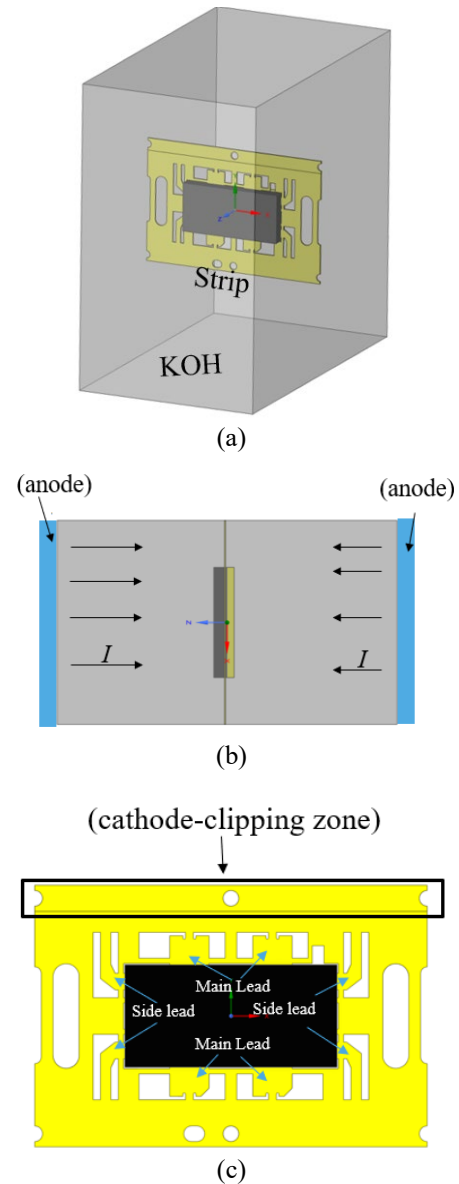 Strip
KOH
(a)
(anode)
(anode)
I
I
(b)
(cathode-clipping zone)
Main Lead
Side lead
Side lead
Main Lead
(c)